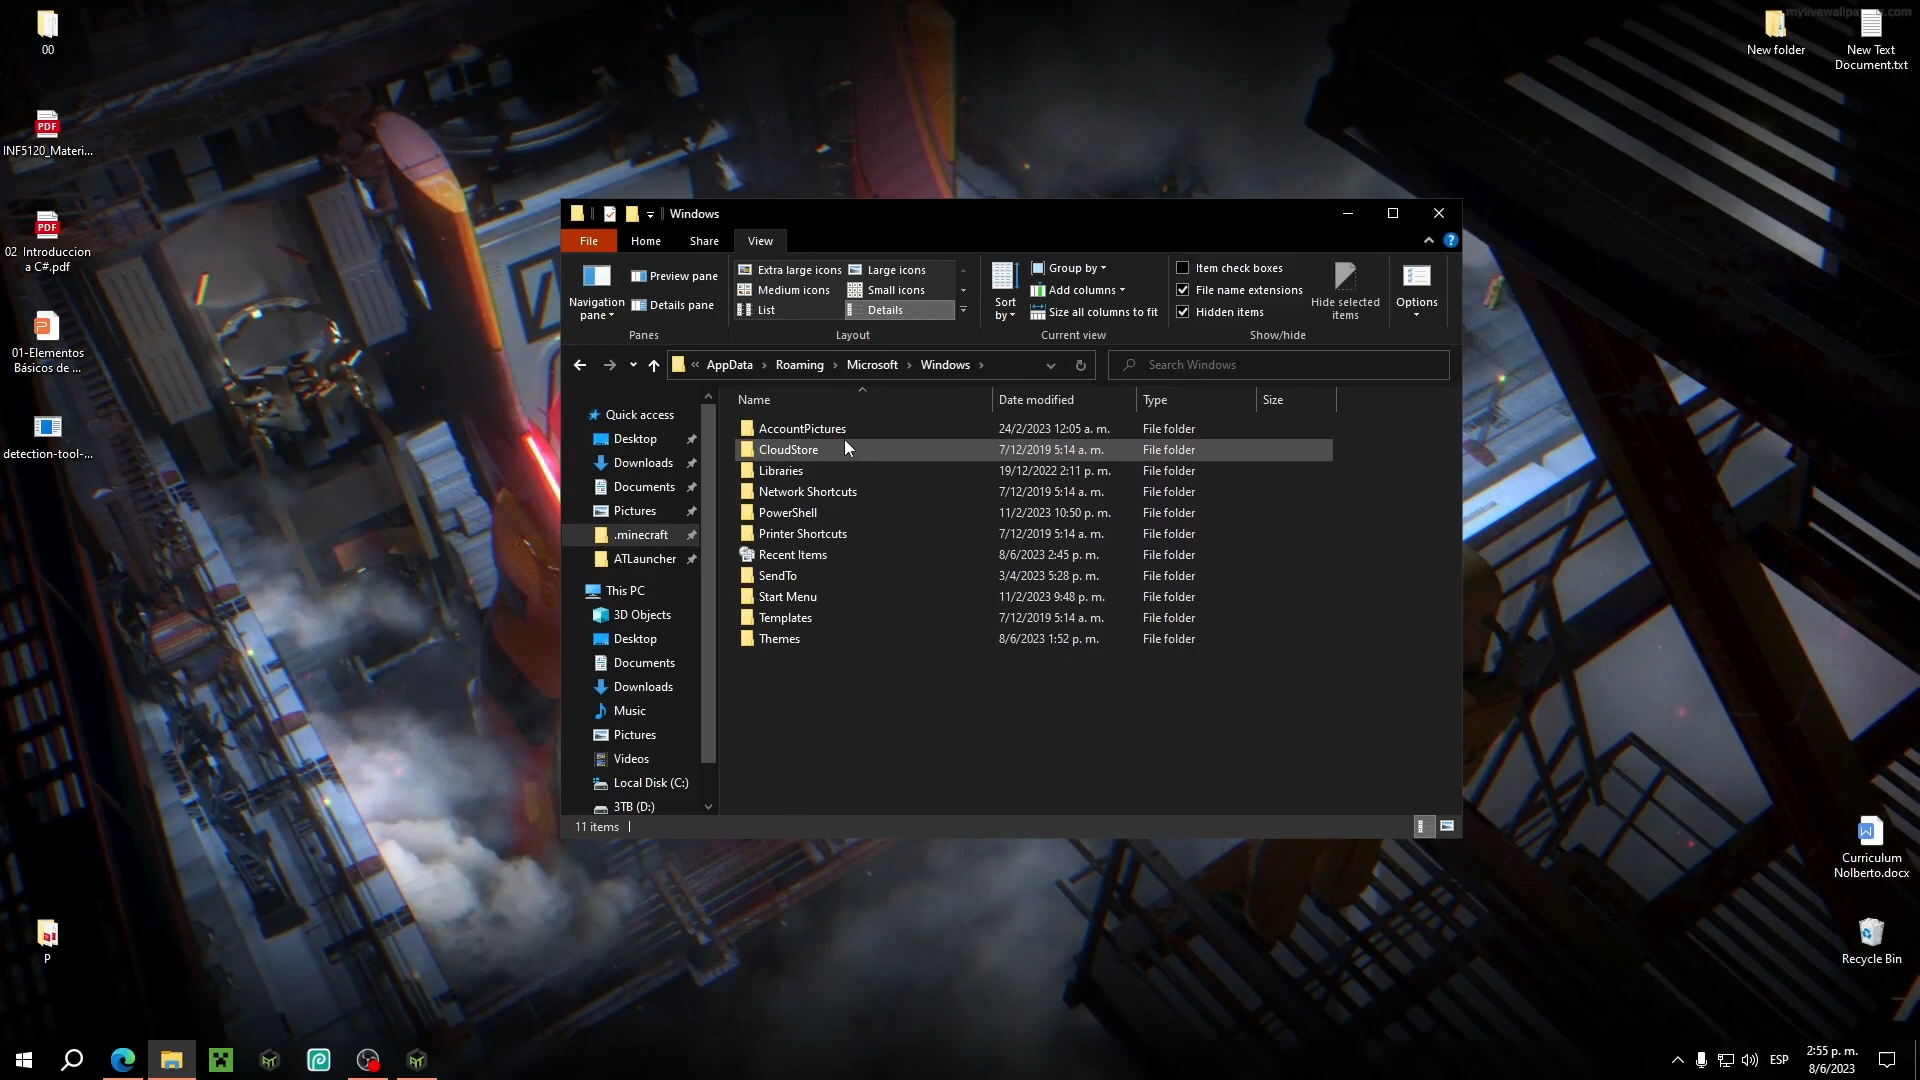 mylivewallpapers.com
00
INF5120_Materi...
02 Introduccion
a C#.pdf
01-Elementos
Básicos de ...
detection-tool-...
P
New folder
New Text
Document.txt
Curriculum
Nolberto.docx
Recycle Bin
Windows
File
Home
Share
View
Navigation
pane
Preview pane
Details pane
Panes
Extra large icons
Large icons
Medium icons
Small icons
List
Details
Layout
Sort
by
Group by
Add columns
Size all columns to fit
Current view
Item check boxes
File name extensions
Hidden items
Hide selected
items
Show/hide
Options
« AppData › Roaming › Microsoft › Windows ›
Search Windows
Quick access
Desktop
Downloads
Documents
Pictures
.minecraft
ATLauncher
This PC
3D Objects
Desktop
Documents
Downloads
Music
Pictures
Videos
Local Disk (C:)
3TB (D:)
Name Date modified Type Size
AccountPictures 24/2/2023 12:05 a. m. File folder
CloudStore 7/12/2019 5:14 a. m. File folder
Libraries 19/12/2022 2:11 p. m. File folder
Network Shortcuts 7/12/2019 5:14 a. m. File folder
PowerShell 11/2/2023 10:50 p. m. File folder
Printer Shortcuts 7/12/2019 5:14 a. m. File folder
Recent Items 8/6/2023 2:45 p. m. File folder
SendTo 3/4/2023 5:28 p. m. File folder
Start Menu 11/2/2023 9:48 p. m. File folder
Templates 7/12/2019 5:14 a. m. File folder
Themes 8/6/2023 1:52 p. m. File folder
11 items
ESP
2:55 p. m.
8/6/2023